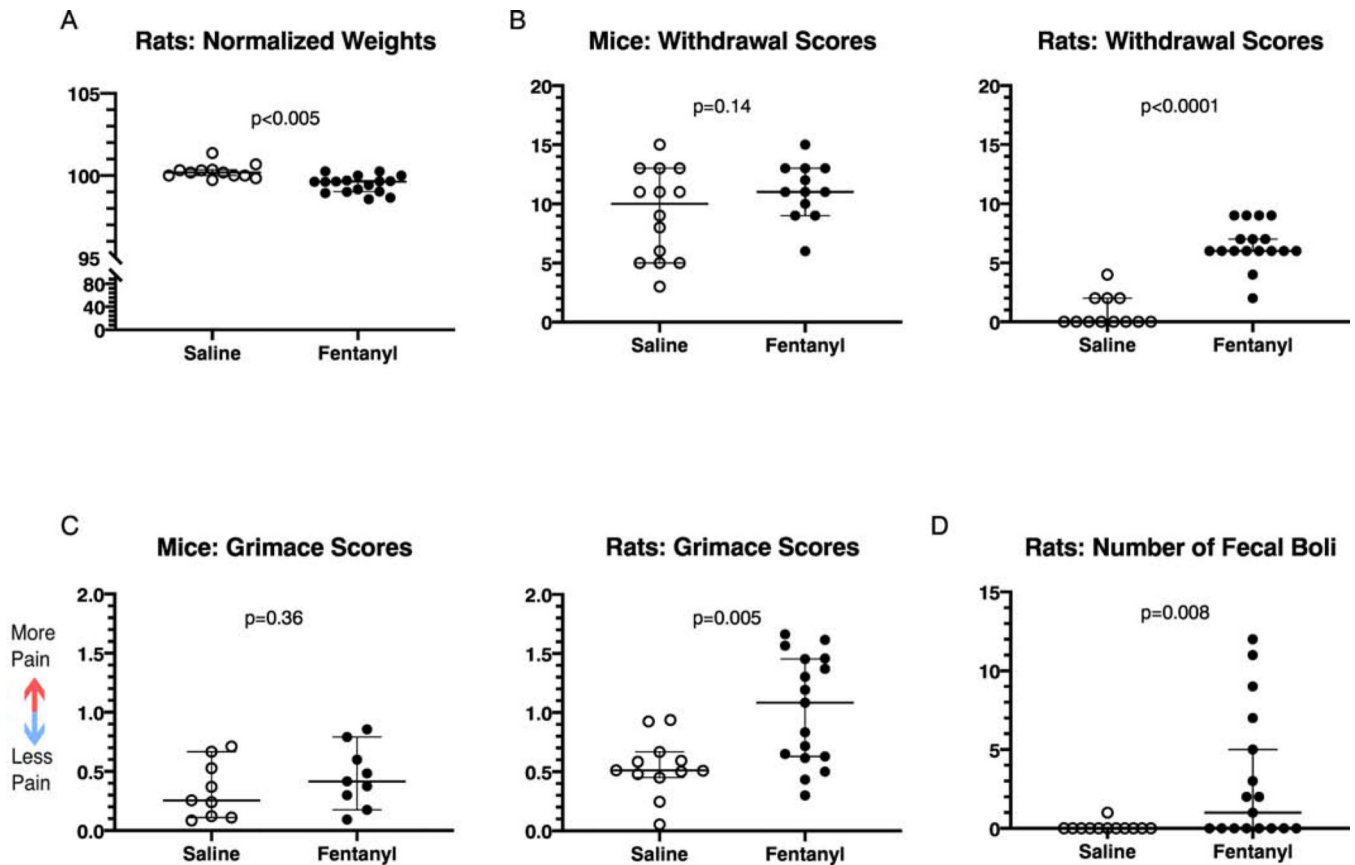 A
Rats: Normalized Weights
105
100
95
80
40
0
p<0.005
Saline
Fentanyl
B
Mice: Withdrawal Scores
20
15
10
5
0
p=0.14
Saline
Fentanyl
Rats: Withdrawal Scores
20
15
10
5
0
p<0.0001
Saline
Fentanyl
C
More
Pain
Less
Pain
Mice: Grimace Scores
2.0
1.5
1.0
0.5
0.0
p=0.36
Saline
Fentanyl
Rats: Grimace Scores
2.0
1.5
1.0
0.5
0.0
p=0.005
Saline
Fentanyl
D
Rats: Number of Fecal Boli
15
10
5
0
p=0.008
Saline
Fentanyl